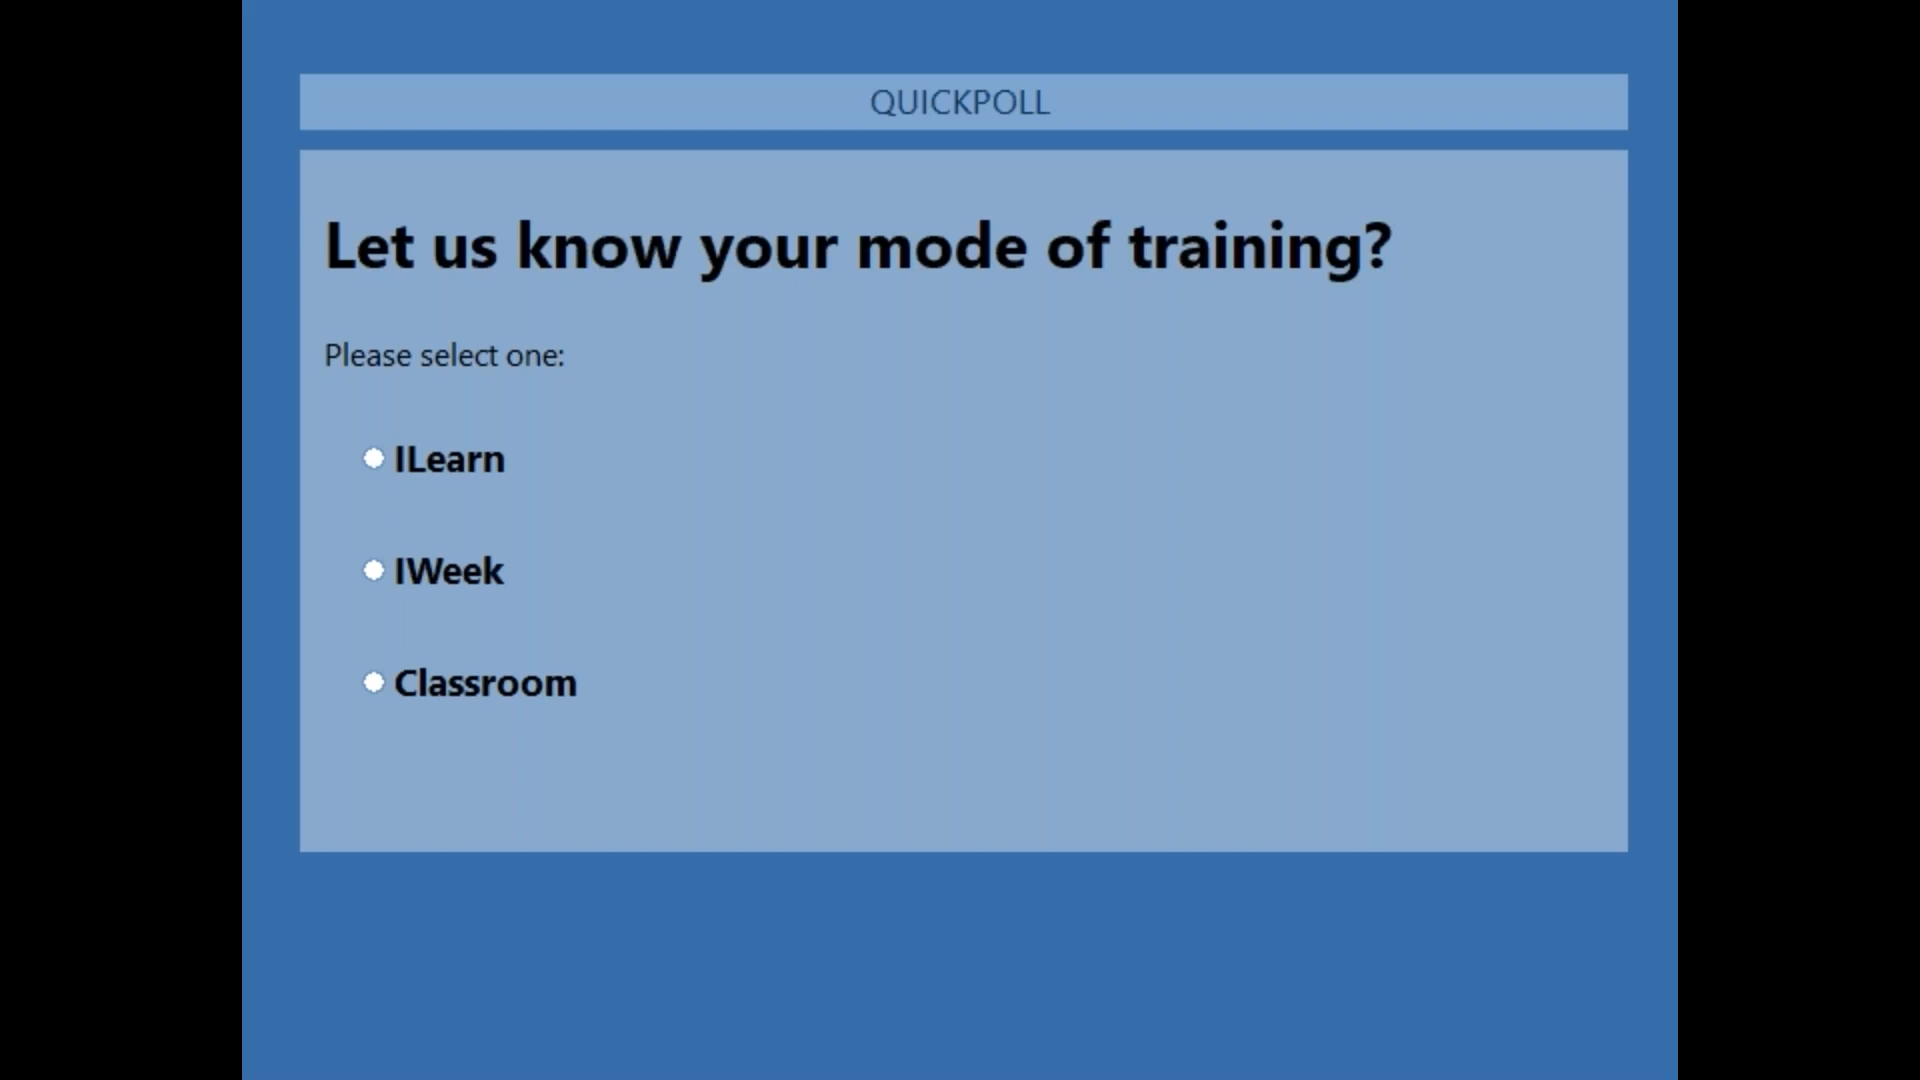 QUICKPOLL
Let us know your mode of training?
Please select one:
ILearn
IWeek
Classroom